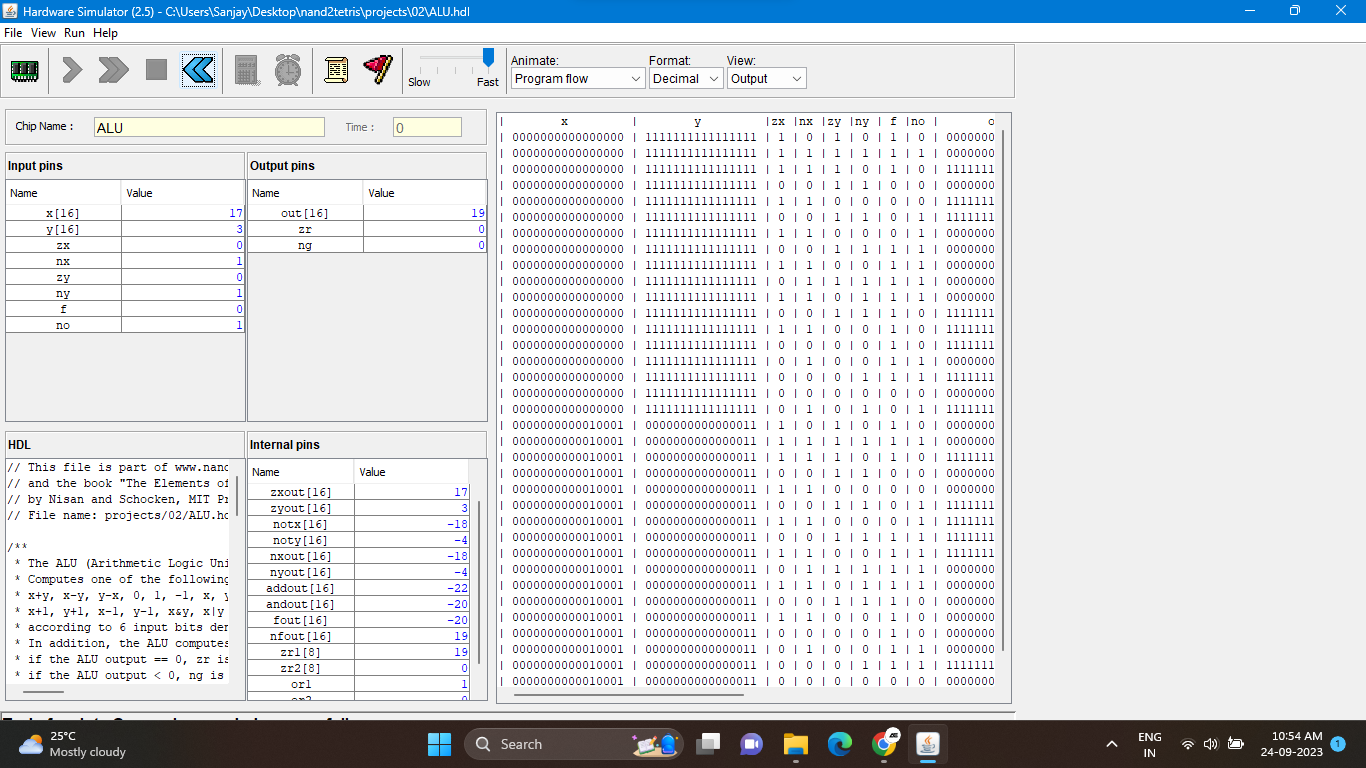 Hardware Simulator (2.5) - C:\Users\Sanjay\Desktop\nand2tetris\projects\02\ALU.hdl
File View Run Help
Animate: Format: View:
Slow Fast Program flow Decimal Output
Chip Name : ALU Time : 0
Input pins
Name Value
x[16] 17
y[16] 3
zx 0
nx 1
zy 0
ny 1
f 0
no 1
Output pins
Name Value
out[16] 19
zr 0
ng 0
HDL
// This file is part of www.nand
// and the book "The Elements of
// by Nisan and Schocken, MIT Pr
// File name: projects/02/ALU.hd
/**
* The ALU (Arithmetic Logic Uni
* Computes one of the following
* x+y, x-y, y-x, 0, 1, -1, x, y
* x+1, y+1, x-1, y-1, x&y, x|y
* according to 6 input bits den
* In addition, the ALU computes
* if the ALU output == 0, zr is
* if the ALU output < 0, ng is
Internal pins
Name Value
zxout[16] 17
zyout[16] 3
notx[16] -18
noty[16] -4
nxout[16] -18
nyout[16] -4
addout[16] -22
andout[16] -20
fout[16] -20
nfout[16] 19
zr1[8] 19
zr2[8] 0
or1 1
or2 0
| x | y |zx |nx |zy |ny | f |no | o
| 0000000000000000 | 1111111111111111 | 1 | 0 | 1 | 0 | 1 | 0 | 0000000
| 0000000000000000 | 1111111111111111 | 1 | 1 | 1 | 1 | 1 | 1 | 0000000
| 0000000000000000 | 1111111111111111 | 1 | 1 | 1 | 0 | 1 | 0 | 1111111
| 0000000000000000 | 1111111111111111 | 0 | 0 | 1 | 1 | 0 | 0 | 0000000
| 0000000000000000 | 1111111111111111 | 1 | 1 | 0 | 0 | 0 | 0 | 1111111
| 0000000000000000 | 1111111111111111 | 0 | 0 | 1 | 1 | 0 | 1 | 1111111
| 0000000000000000 | 1111111111111111 | 1 | 1 | 0 | 0 | 0 | 1 | 0000000
| 0000000000000000 | 1111111111111111 | 0 | 0 | 1 | 1 | 1 | 1 | 0000000
| 0000000000000000 | 1111111111111111 | 1 | 1 | 0 | 0 | 1 | 1 | 0000000
| 0000000000000000 | 1111111111111111 | 0 | 1 | 1 | 1 | 1 | 1 | 0000000
| 0000000000000000 | 1111111111111111 | 1 | 1 | 0 | 1 | 1 | 1 | 0000000
| 0000000000000000 | 1111111111111111 | 0 | 0 | 1 | 1 | 1 | 0 | 1111111
| 0000000000000000 | 1111111111111111 | 1 | 1 | 0 | 0 | 1 | 0 | 1111111
| 0000000000000000 | 1111111111111111 | 0 | 0 | 0 | 0 | 1 | 0 | 1111111
| 0000000000000000 | 1111111111111111 | 0 | 1 | 0 | 0 | 1 | 1 | 0000000
| 0000000000000000 | 1111111111111111 | 0 | 0 | 0 | 1 | 1 | 1 | 1111111
| 0000000000000000 | 1111111111111111 | 0 | 0 | 0 | 0 | 0 | 0 | 0000000
| 0000000000000000 | 1111111111111111 | 0 | 1 | 0 | 1 | 0 | 1 | 1111111
| 0000000000010001 | 0000000000000011 | 1 | 0 | 1 | 0 | 1 | 0 | 0000000
| 0000000000010001 | 0000000000000011 | 1 | 1 | 1 | 1 | 1 | 1 | 0000000
| 0000000000010001 | 0000000000000011 | 1 | 1 | 1 | 0 | 1 | 0 | 1111111
| 0000000000010001 | 0000000000000011 | 0 | 0 | 1 | 1 | 0 | 0 | 0000000
| 0000000000010001 | 0000000000000011 | 1 | 1 | 0 | 0 | 0 | 0 | 0000000
| 0000000000010001 | 0000000000000011 | 0 | 0 | 1 | 1 | 0 | 1 | 1111111
| 0000000000010001 | 0000000000000011 | 1 | 1 | 0 | 0 | 0 | 1 | 1111111
| 0000000000010001 | 0000000000000011 | 0 | 0 | 1 | 1 | 1 | 1 | 1111111
| 0000000000010001 | 0000000000000011 | 1 | 1 | 0 | 0 | 1 | 1 | 1111111
| 0000000000010001 | 0000000000000011 | 0 | 1 | 1 | 1 | 1 | 1 | 0000000
| 0000000000010001 | 0000000000000011 | 1 | 1 | 0 | 1 | 1 | 1 | 0000000
| 0000000000010001 | 0000000000000011 | 0 | 0 | 1 | 1 | 1 | 0 | 0000000
| 0000000000010001 | 0000000000000011 | 1 | 1 | 0 | 0 | 1 | 0 | 0000000
| 0000000000010001 | 0000000000000011 | 0 | 0 | 0 | 0 | 1 | 0 | 0000000
| 0000000000010001 | 0000000000000011 | 0 | 1 | 0 | 0 | 1 | 1 | 0000000
| 0000000000010001 | 0000000000000011 | 0 | 0 | 0 | 1 | 1 | 1 | 1111111
| 0000000000010001 | 0000000000000011 | 0 | 0 | 0 | 0 | 0 | 0 | 0000000
25°C
Mostly cloudy
Search
ENG
IN
10:54 AM
24-09-2023
1